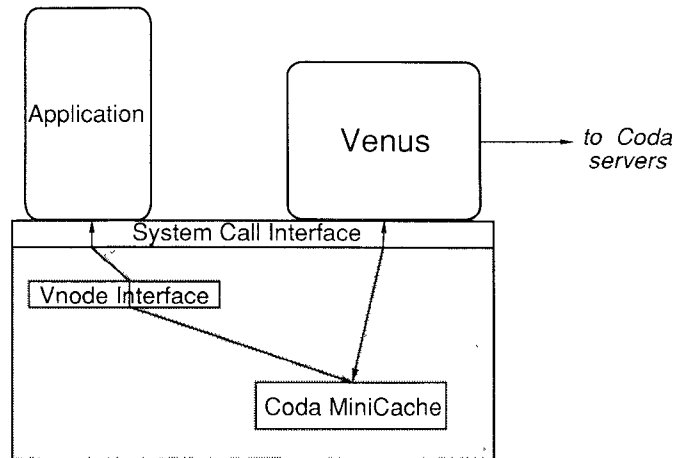 Application
Venus
to Coda
servers
System Call Interface
Vnode Interface
Coda MiniCache